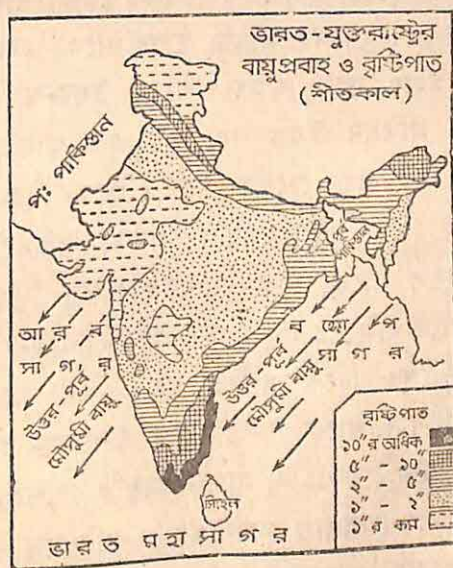 ভারত-যুক্তরাষ্ট্রের
বায়ুপ্রবাহ ও বৃষ্টিপাত
(শীতকাল)
পঃ পাকিস্তান
পূর্ব
পাকিস্তান
আরব
সাগর
উত্তর-পূর্ব
মৌসুমী বায়ু
বঙ্গোপ
সাগর
উত্তর-পূর্ব
মৌসুমী বায়ু
সিংহল
ভারত মহাসাগর
বৃষ্টিপাত
১০"র অধিক
৫" - ১০"
২" - ৫"
১" - ২"
১"র কম